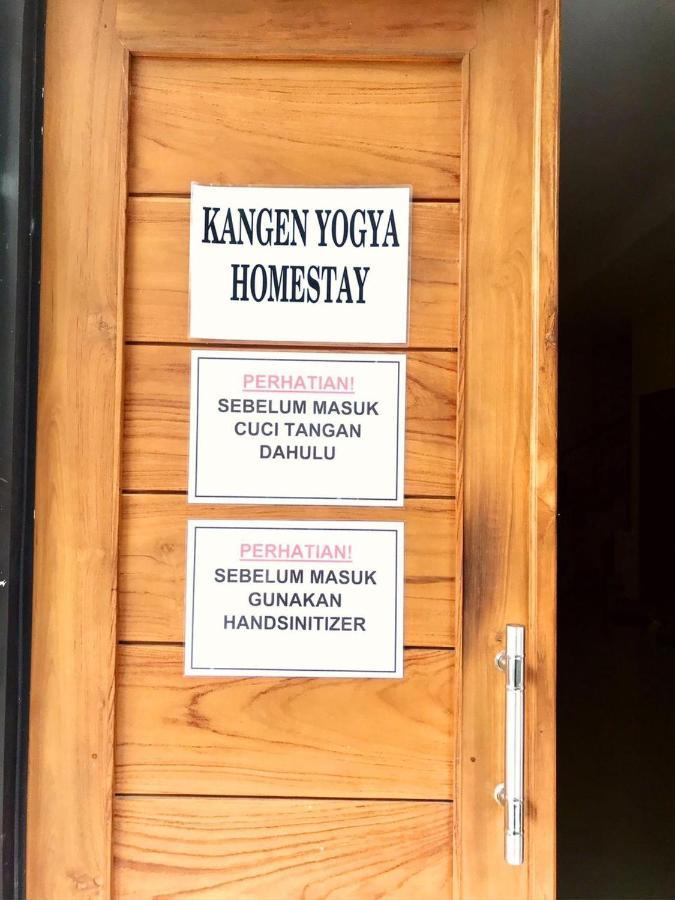 KANGEN YOGYA
HOMESTAY
PERHATIAN!
SEBELUM MASUK
CUCI TANGAN
DAHULU
PERHATIAN!
SEBELUM MASUK
GUNAKAN
HANDSINITIZER